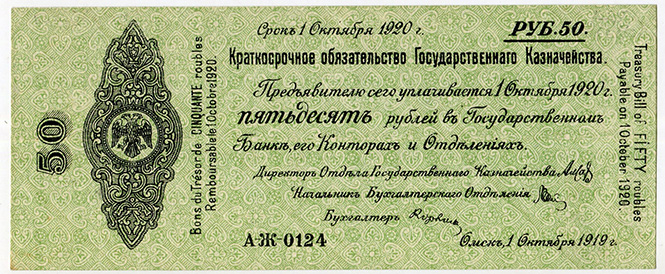 50
Bons du Trésor de CINQUANTE roubles
Remboursable le 1 Octobre 1920.
Срокъ 1 Октября 1920 г.
РУБ. 50.
Краткосрочное обязательство Государственнаго Казначейства.
Предъявителю сего уплачивается 1 Октября 1920 г.
пятьдесятъ рублей въ Государственномъ
Банкѣ, его Конторахъ и Отдѣленіяхъ.
Директоръ Отдѣла Государственнаго Казначейства
Начальникъ Бухгалтерскаго Отдѣленія
Бухгалтеръ
А-Ж-0124
Омскъ, 1 Октября 1919 г.
Treasury Bill of FIFTY roubles
Payable on 1 October 1920.